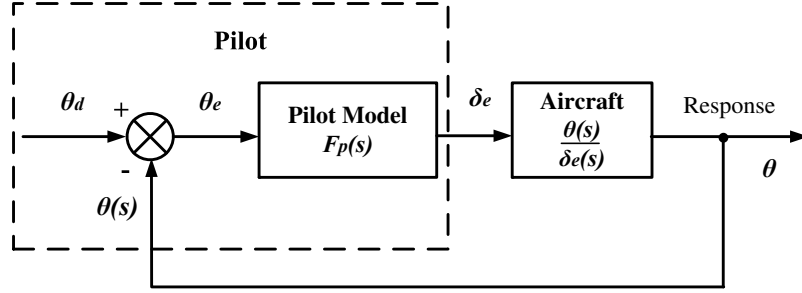 Pilot
θd
+
-
θe
Pilot Model
Fp(s)
δe
Aircraft
θ(s)
δe(s)
Response
θ
θ(s)